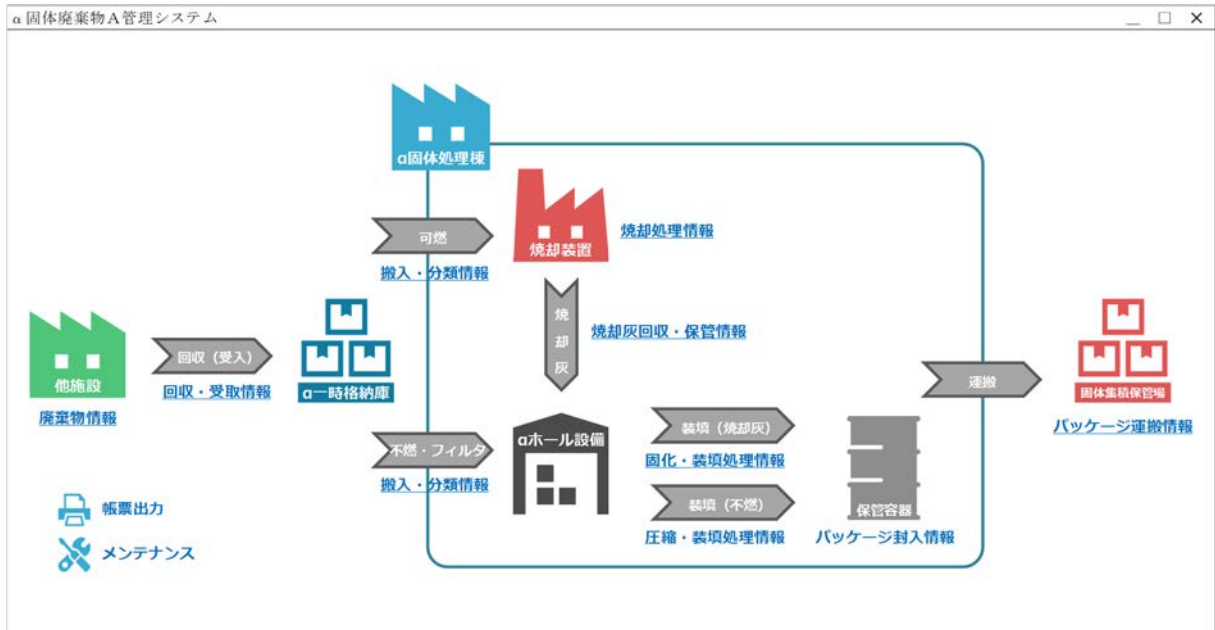 α固体廃棄物A管理システム
α固体処理棟
可燃
搬入・分類情報
焼却装置
焼却処理情報
焼却灰
焼却灰回収・保管情報
他施設
廃棄物情報
回収（受入）
回収・受取情報
α一時格納庫
不燃・フィルタ
搬入・分類情報
αホール設備
装填（焼却灰）
固化・装填処理情報
装填（不燃）
圧縮・装填処理情報
保管容器
パッケージ封入情報
運搬
固体集積保管場
パッケージ運搬情報
帳票出力
メンテナンス